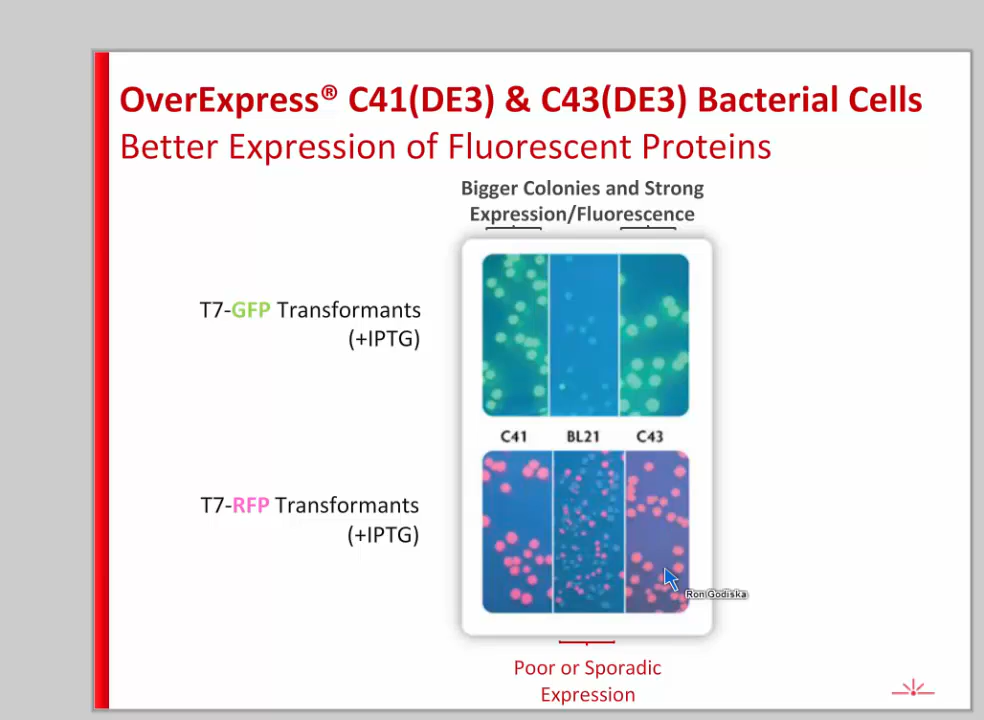 OverExpress® C41(DE3) & C43(DE3) Bacterial Cells
Better Expression of Fluorescent Proteins
Bigger Colonies and Strong
Expression/Fluorescence
T7-GFP Transformants
(+IPTG)
C41 BL21 C43
T7-RFP Transformants
(+IPTG)
Ron Godiska
Poor or Sporadic
Expression